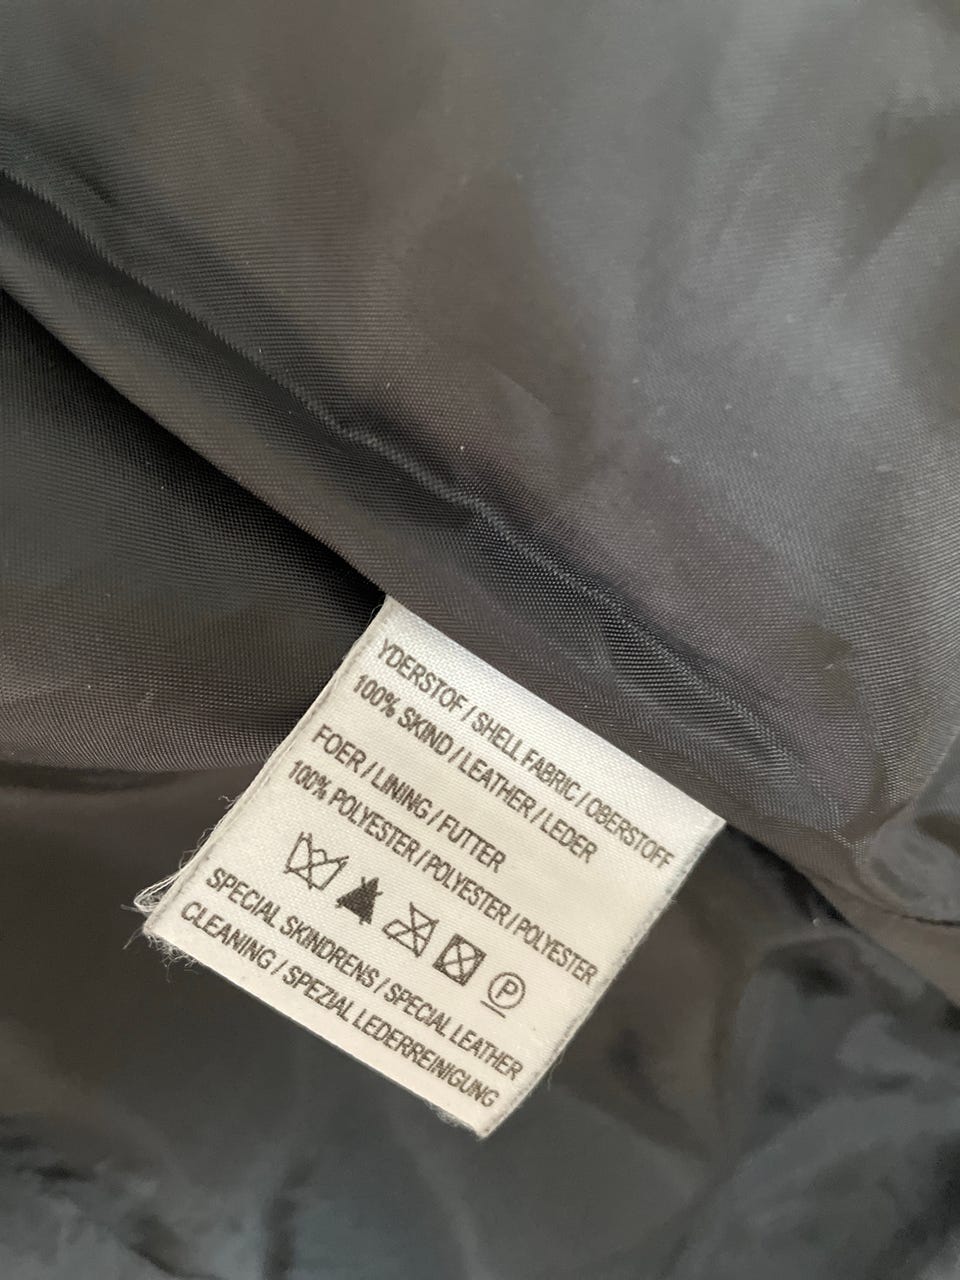 YDERSTOF / SHELL FABRIC / OBERSTOFF
100% SKIND / LEATHER / LEDER
FOER / LINING / FUTTER
100% POLYESTER / POLYESTER / POLYESTER
P
SPECIAL SKINDRENS / SPECIAL LEATHER
CLEANING / SPEZIAL LEDERREINIGUNG